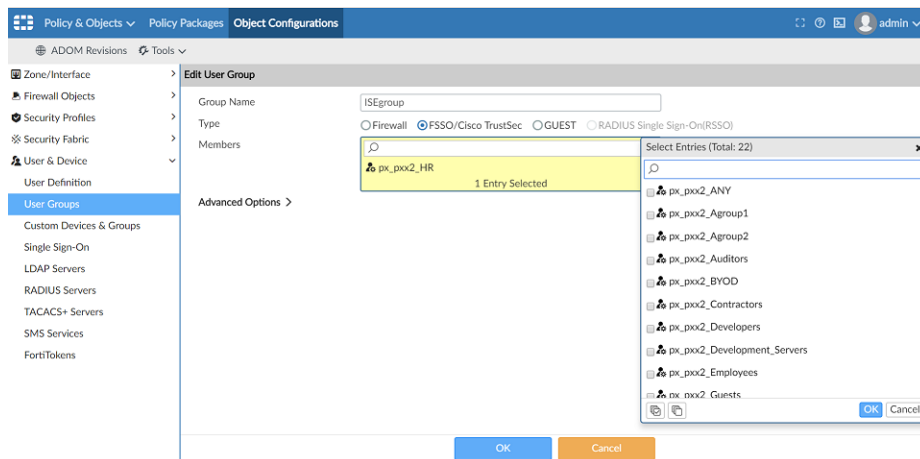 Policy & Objects Policy Packages Object Configurations admin
ADOM Revisions Tools
Zone/Interface
Firewall Objects
Security Profiles
Security Fabric
User & Device
User Definition
User Groups
Custom Devices & Groups
Single Sign-On
LDAP Servers
RADIUS Servers
TACACS+ Servers
SMS Services
FortiTokens
Edit User Group
Group Name ISEgroup
Type Firewall FSSO/Cisco TrustSec GUEST RADIUS Single Sign-On(RSSO)
Members
px_pxx2_HR
1 Entry Selected
Advanced Options >
Select Entries (Total: 22)
px_pxx2_ANY
px_pxx2_Agroup1
px_pxx2_Agroup2
px_pxx2_Auditors
px_pxx2_BYOD
px_pxx2_Contractors
px_pxx2_Developers
px_pxx2_Development_Servers
px_pxx2_Employees
px_pxx2_Guests
OK Cancel
OK Cancel